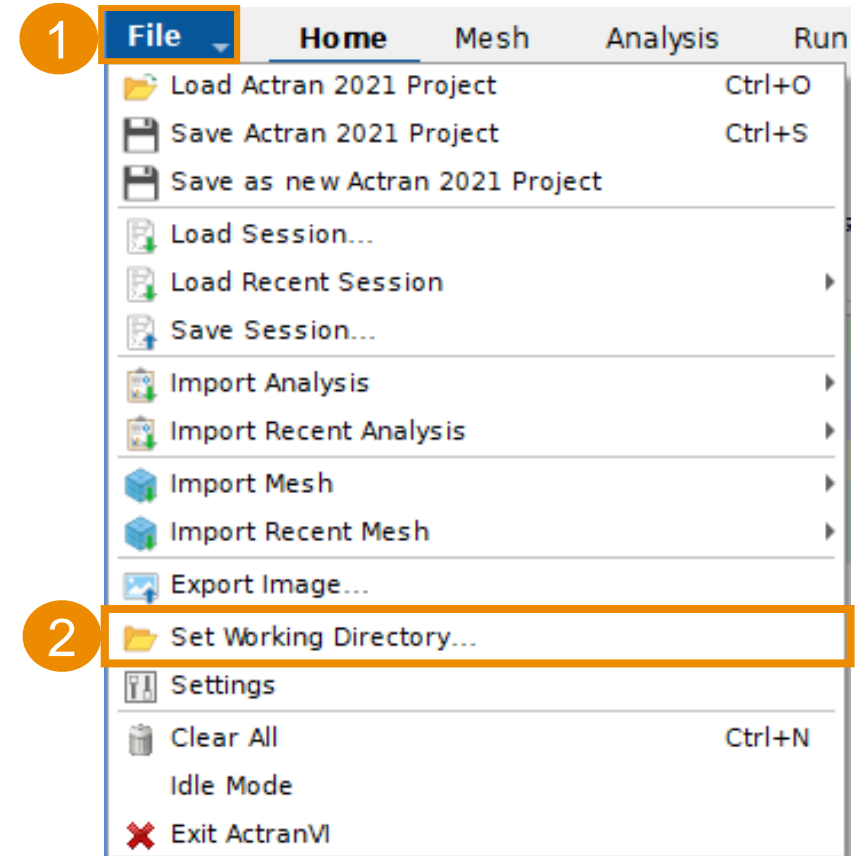 1 File Home Mesh Analysis Run
Load Actran 2021 Project Ctrl+O
Save Actran 2021 Project Ctrl+S
Save as new Actran 2021 Project
Load Session...
Load Recent Session
Save Session...
Import Analysis
Import Recent Analysis
Import Mesh
Import Recent Mesh
Export Image...
2 Set Working Directory...
Settings
Clear All Ctrl+N
Idle Mode
Exit ActranVI